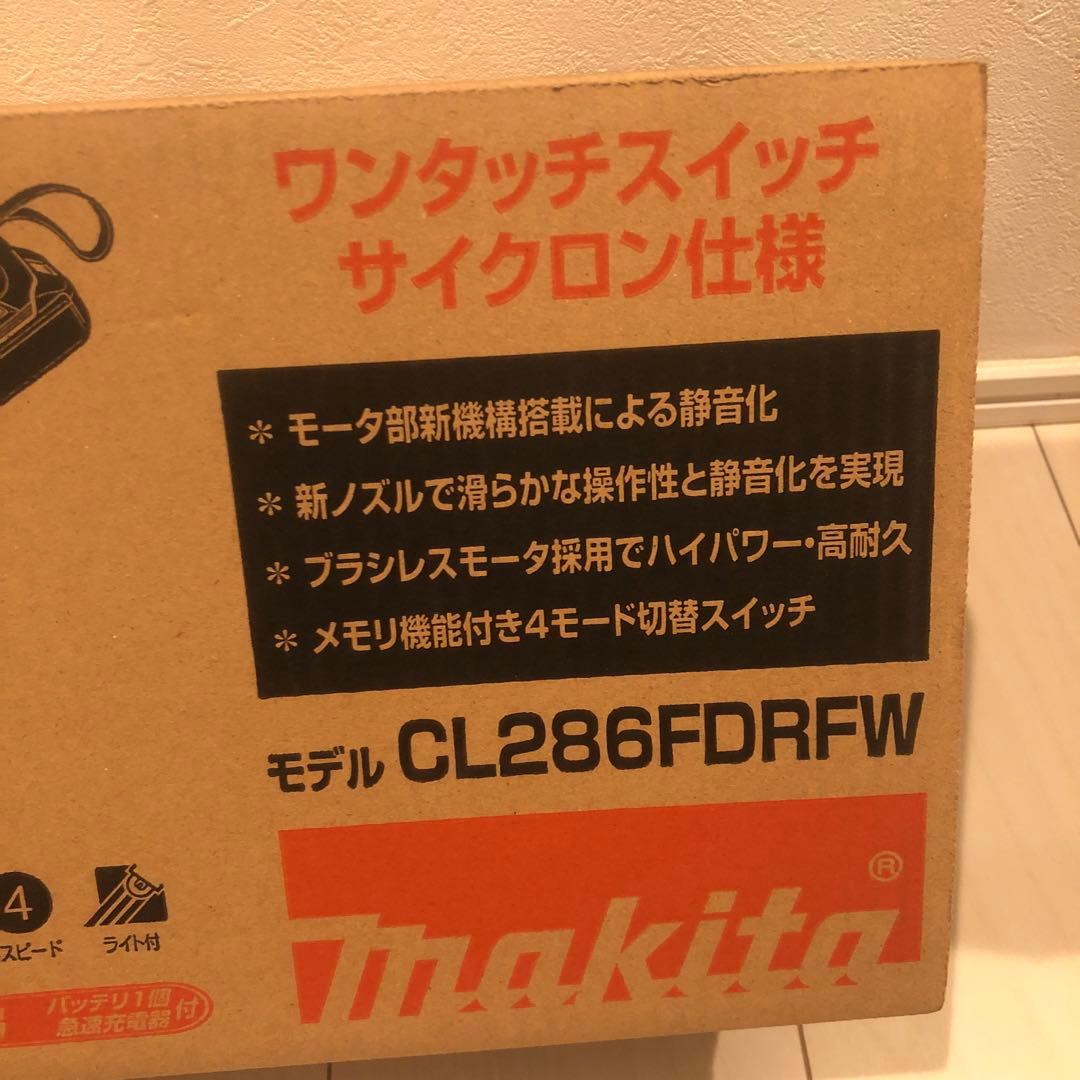 ワンタッチスイッチ
サイクロン仕様
* モータ部新機構搭載による静音化
* 新ノズルで滑らかな操作性と静音化を実現
* ブラシレスモータ採用でハイパワー・高耐久
* メモリ機能付き4モード切替スイッチ
モデル CL286FDRFW
makita®
4
スピード
ライト付
バッテリ1個
急速充電器付